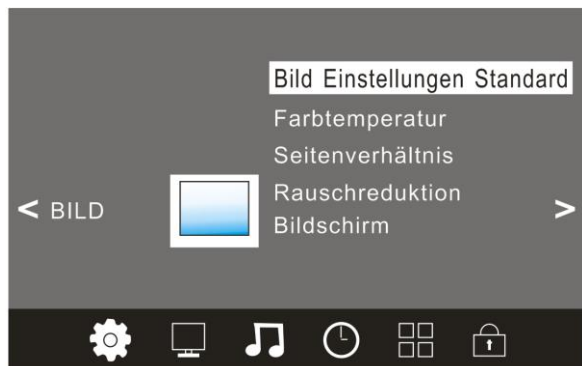 Bild Einstellungen Standard
Farbtemperatur
Seitenverhältnis
Rauschreduktion
< BILD >
Bildschirm